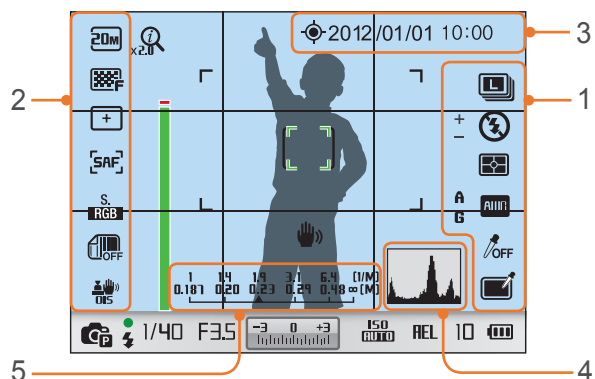 3
2012/01/01 10:00
20M
x2.0
F
2
1
L
+
-
+
SAF
S.
RGB
A
G
AWB
OFF
OFF
OIS
1 1.4 1.9 3.1 6.4 [1/M]
0.187 0.20 0.23 0.29 0.48 ∞ [M]
P
1/40 F3.5 -3 0 +3 ISO AUTO AEL 10
5
4